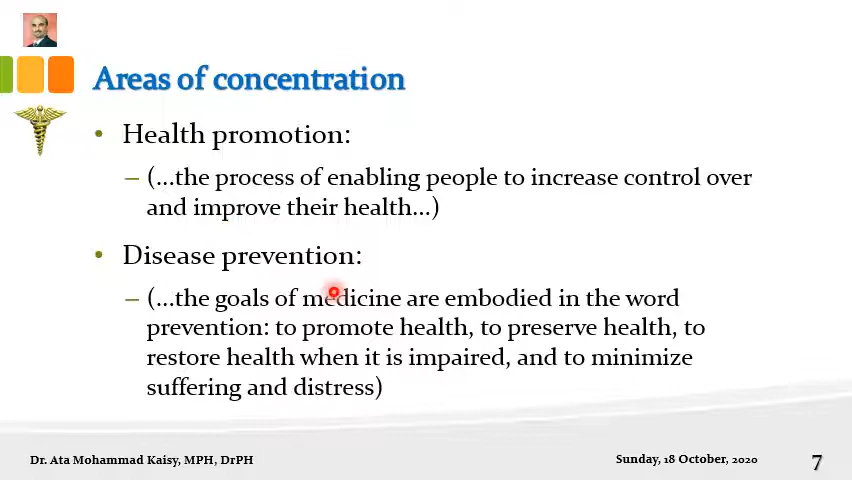 Areas of concentration
• Health promotion:
– (...the process of enabling people to increase control over
and improve their health...)
• Disease prevention:
– (...the goals of medicine are embodied in the word
prevention: to promote health, to preserve health, to
restore health when it is impaired, and to minimize
suffering and distress)
Dr. Ata Mohammad Kaisy, MPH, DrPH
Sunday, 18 October, 2020
7